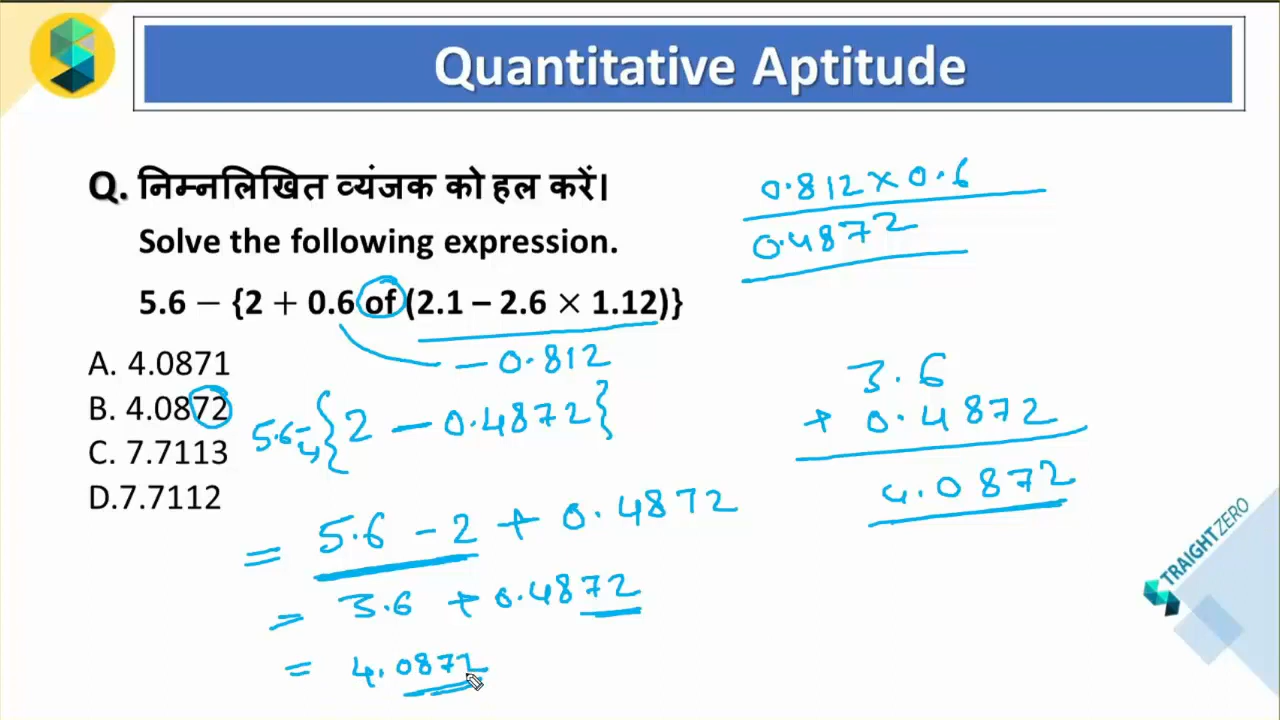 Quantitative Aptitude
Q. निम्नलिखित व्यंजक को हल करें।
Solve the following expression.
5.6 − {2 + 0.6 of (2.1 – 2.6 × 1.12)}
− 0.812
A. 4.0871
B. 4.0872
C. 7.7113
D.7.7112
5.6 − {2 − 0.4872}
= 5.6 − 2 + 0.4872
= 3.6 + 0.4872
= 4.0872
0.812 × 0.6
0.4872
3.6
+ 0.4872
4.0872
TRAIGHTZERO